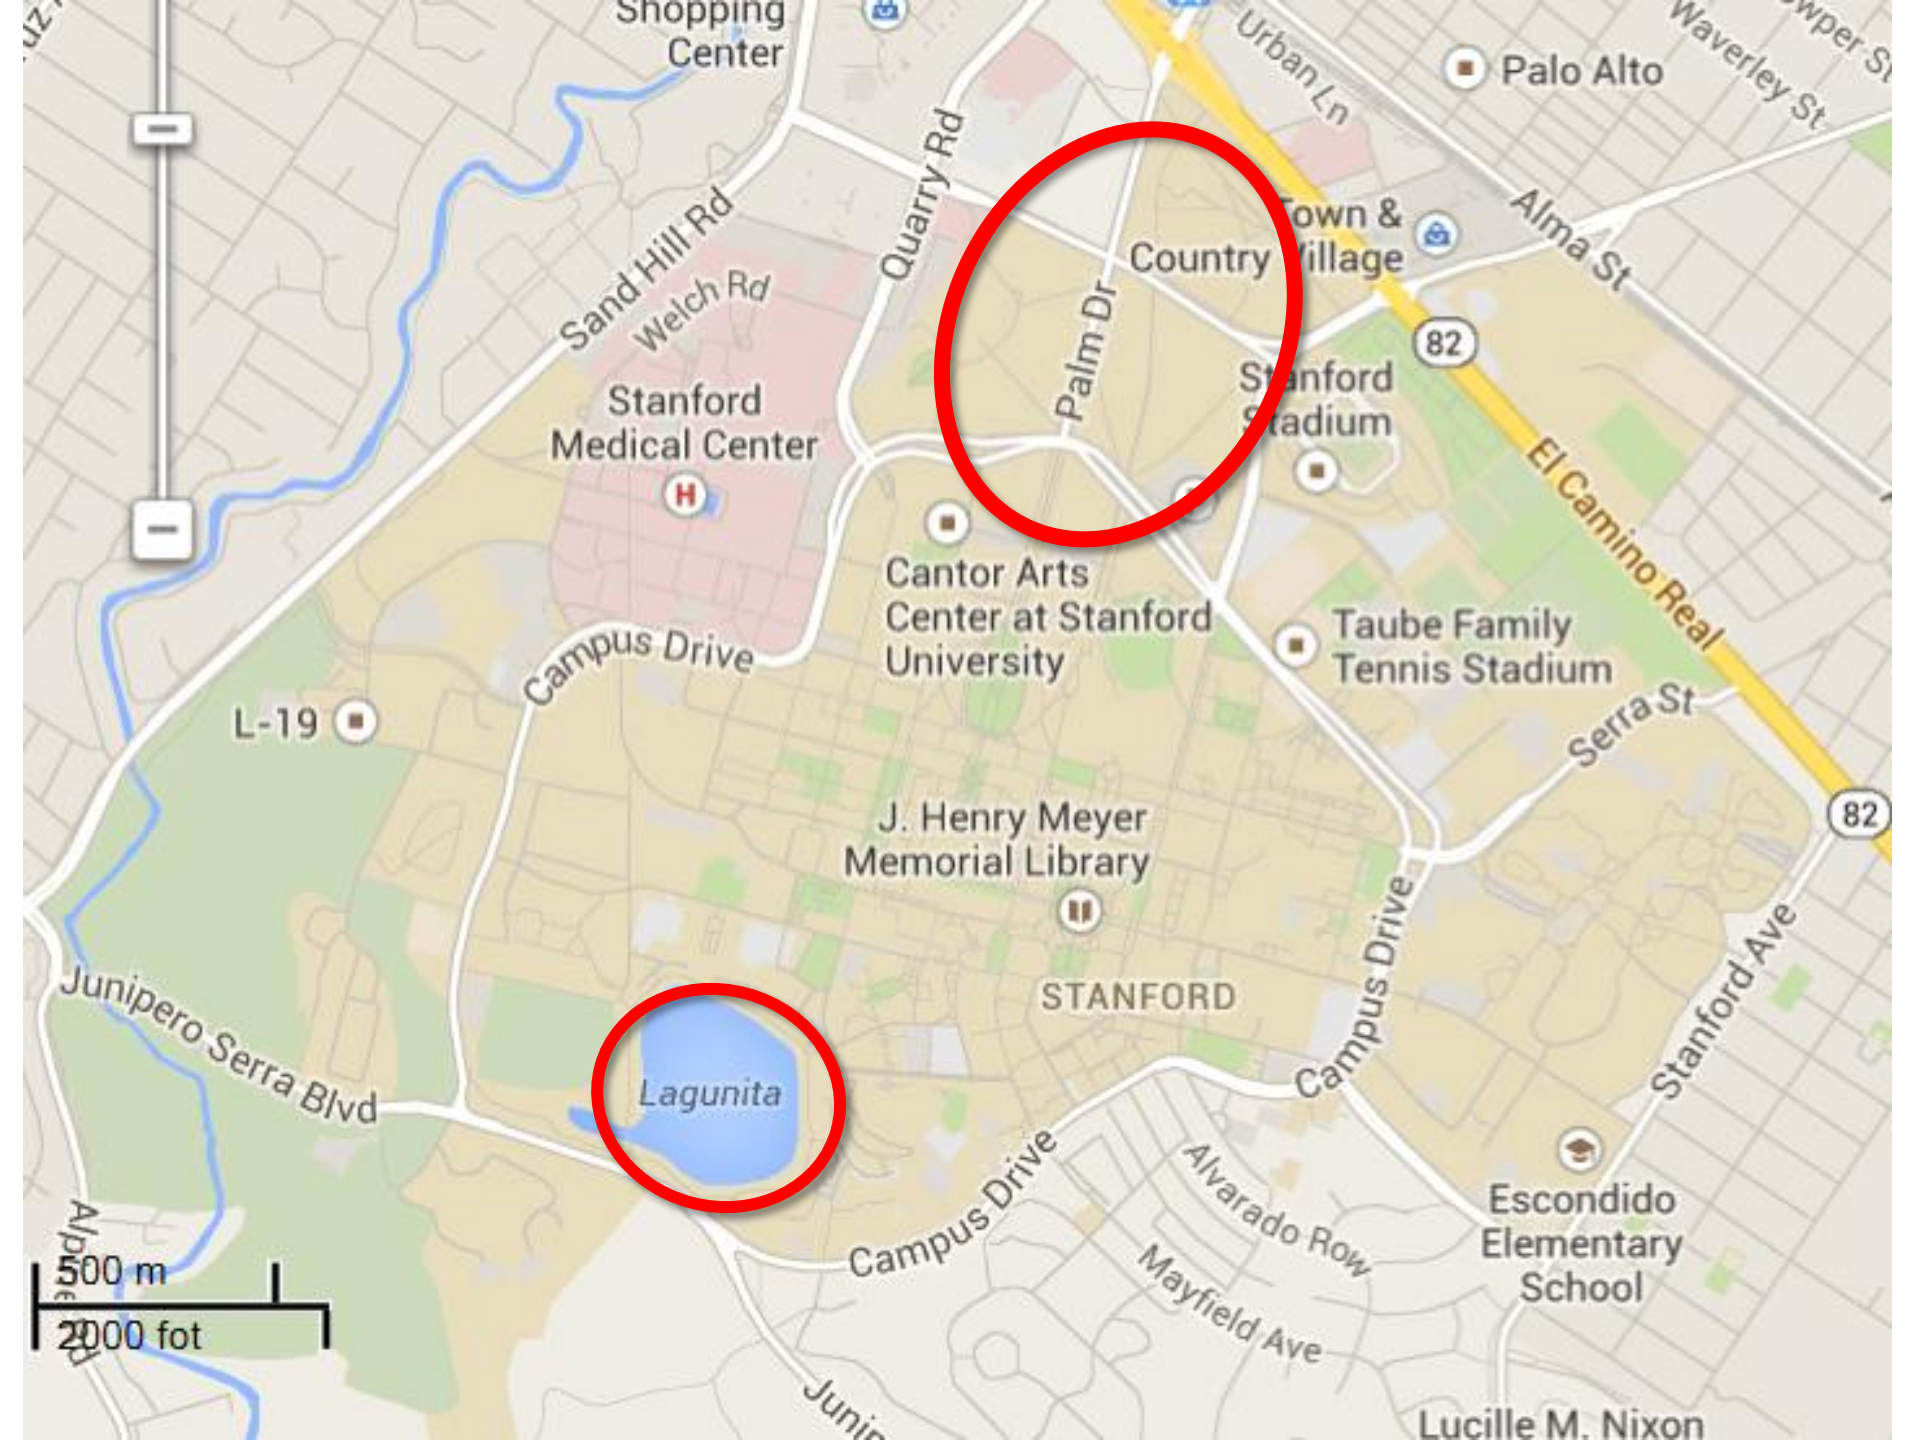 Shopping
Center
Urban Ln
Palo Alto
Waverley St
Quarry Rd
Sand Hill Rd
Welch Rd
Town &
Country Village
Alma St
Palm Dr
82
Stanford
Stadium
Stanford
Medical Center
H
El Camino Real
Cantor Arts
Center at Stanford
University
Taube Family
Tennis Stadium
Campus Drive
Serra St
L-19
J. Henry Meyer
Memorial Library
82
STANFORD
Campus Drive
Stanford Ave
Junipero Serra Blvd
Lagunita
Campus Drive
Alvarado Row
Mayfield Ave
Escondido
Elementary
School
500 m
2000 fot
Lucille M. Nixon